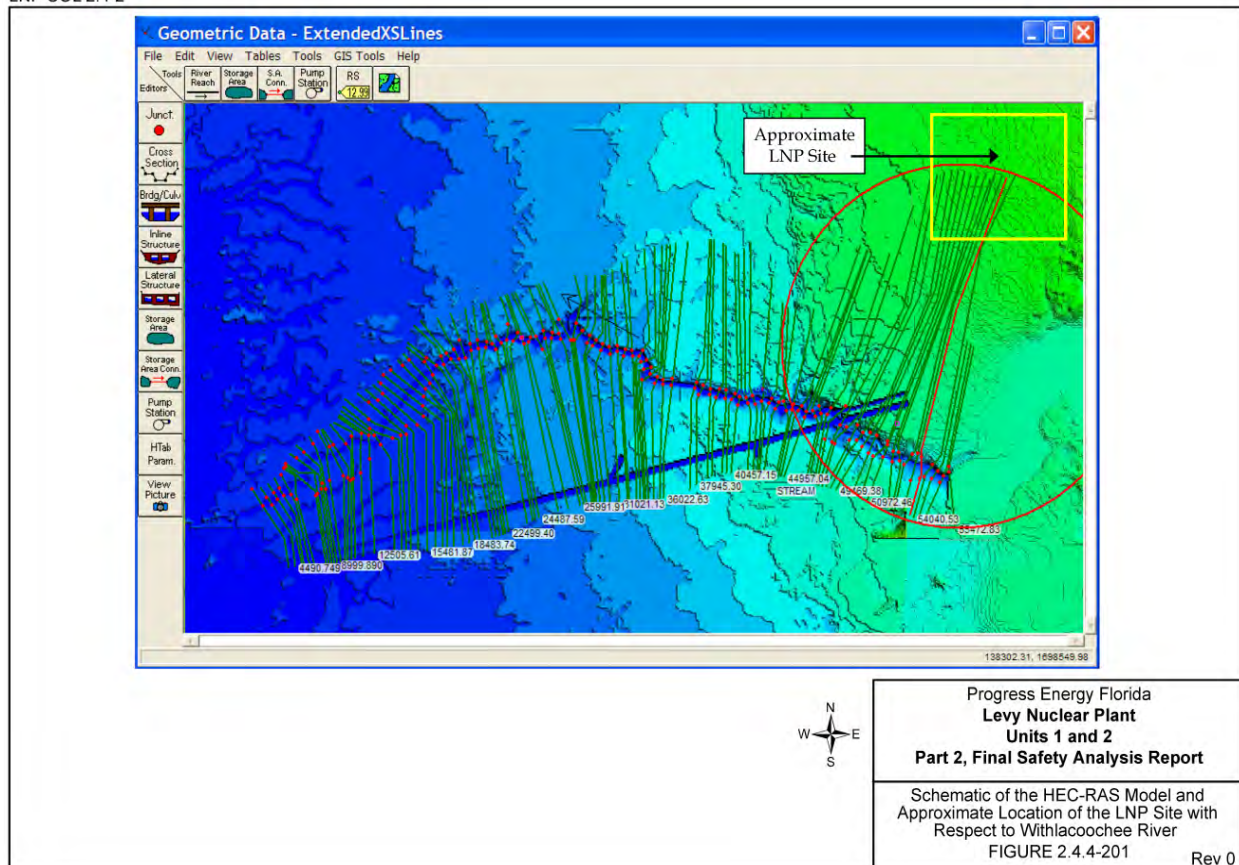 Geometric Data - ExtendedXSLines
File Edit View Tables Tools GIS Tools Help
Tools
Editors
River
Reach
Storage
Area
S.A.
Conn.
Pump
Station
RS
12.99
Junct.
Cross
Section
Brdg/Culv
Inline
Structure
Lateral
Structure
Storage
Area
Storage
Area Conn.
Pump
Station
HTab
Param.
View
Picture
Approximate
LNP Site
40457.15
44957.04
37945.30
STREAM
49469.38
36022.63
50972.46
31021.13
25991.91
24487.59
54040.53
55472.83
22499.40
18483.74
15481.87
12505.61
4490.749
8999.890
138302.31, 1698549.98
N
W E
S
Progress Energy Florida
Levy Nuclear Plant
Units 1 and 2
Part 2, Final Safety Analysis Report
Schematic of the HEC-RAS Model and
Approximate Location of the LNP Site with
Respect to Withlacoochee River
FIGURE 2.4.4-201
Rev 0